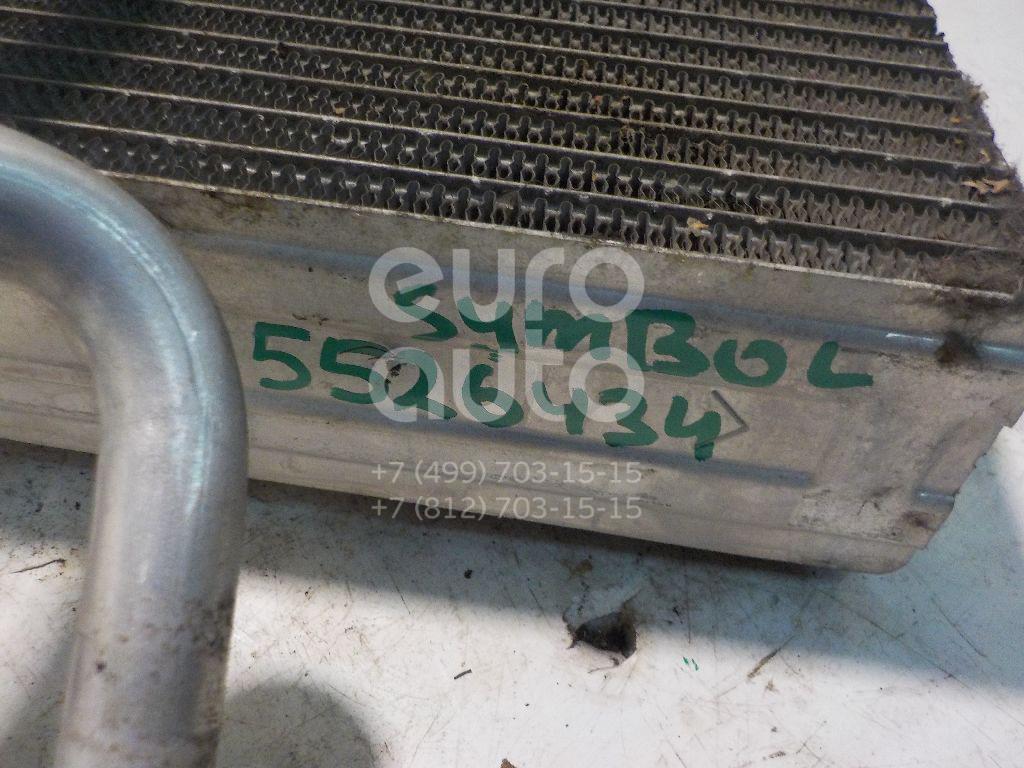 euro
SYMBOL
auto
5526434
+7 (499) 703-15-15
+7 (812) 703-15-15